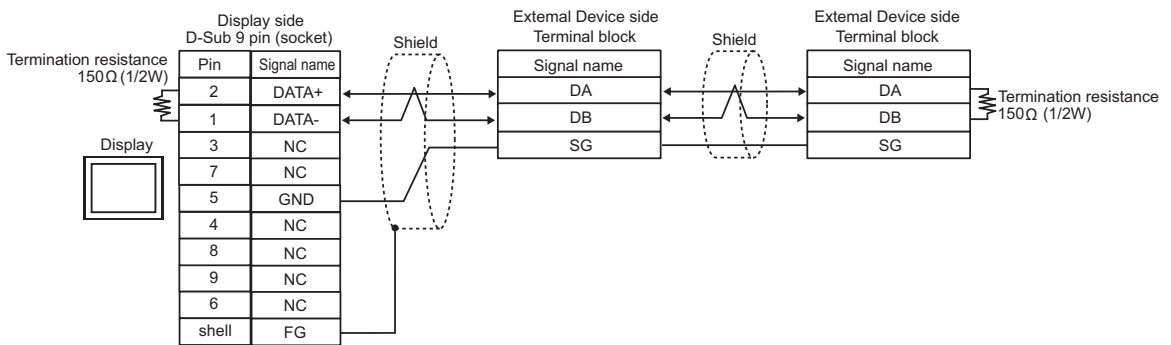 Display side
D-Sub 9 pin (socket)
Termination resistance
150Ω (1/2W)
Pin Signal name
2 DATA+
1 DATA-
3 NC
7 NC
5 GND
4 NC
8 NC
9 NC
6 NC
shell FG
Display
Shield
External Device side
Terminal block
Signal name
DA
DB
SG
Shield
External Device side
Terminal block
Signal name
DA
DB
SG
Termination resistance
150Ω (1/2W)